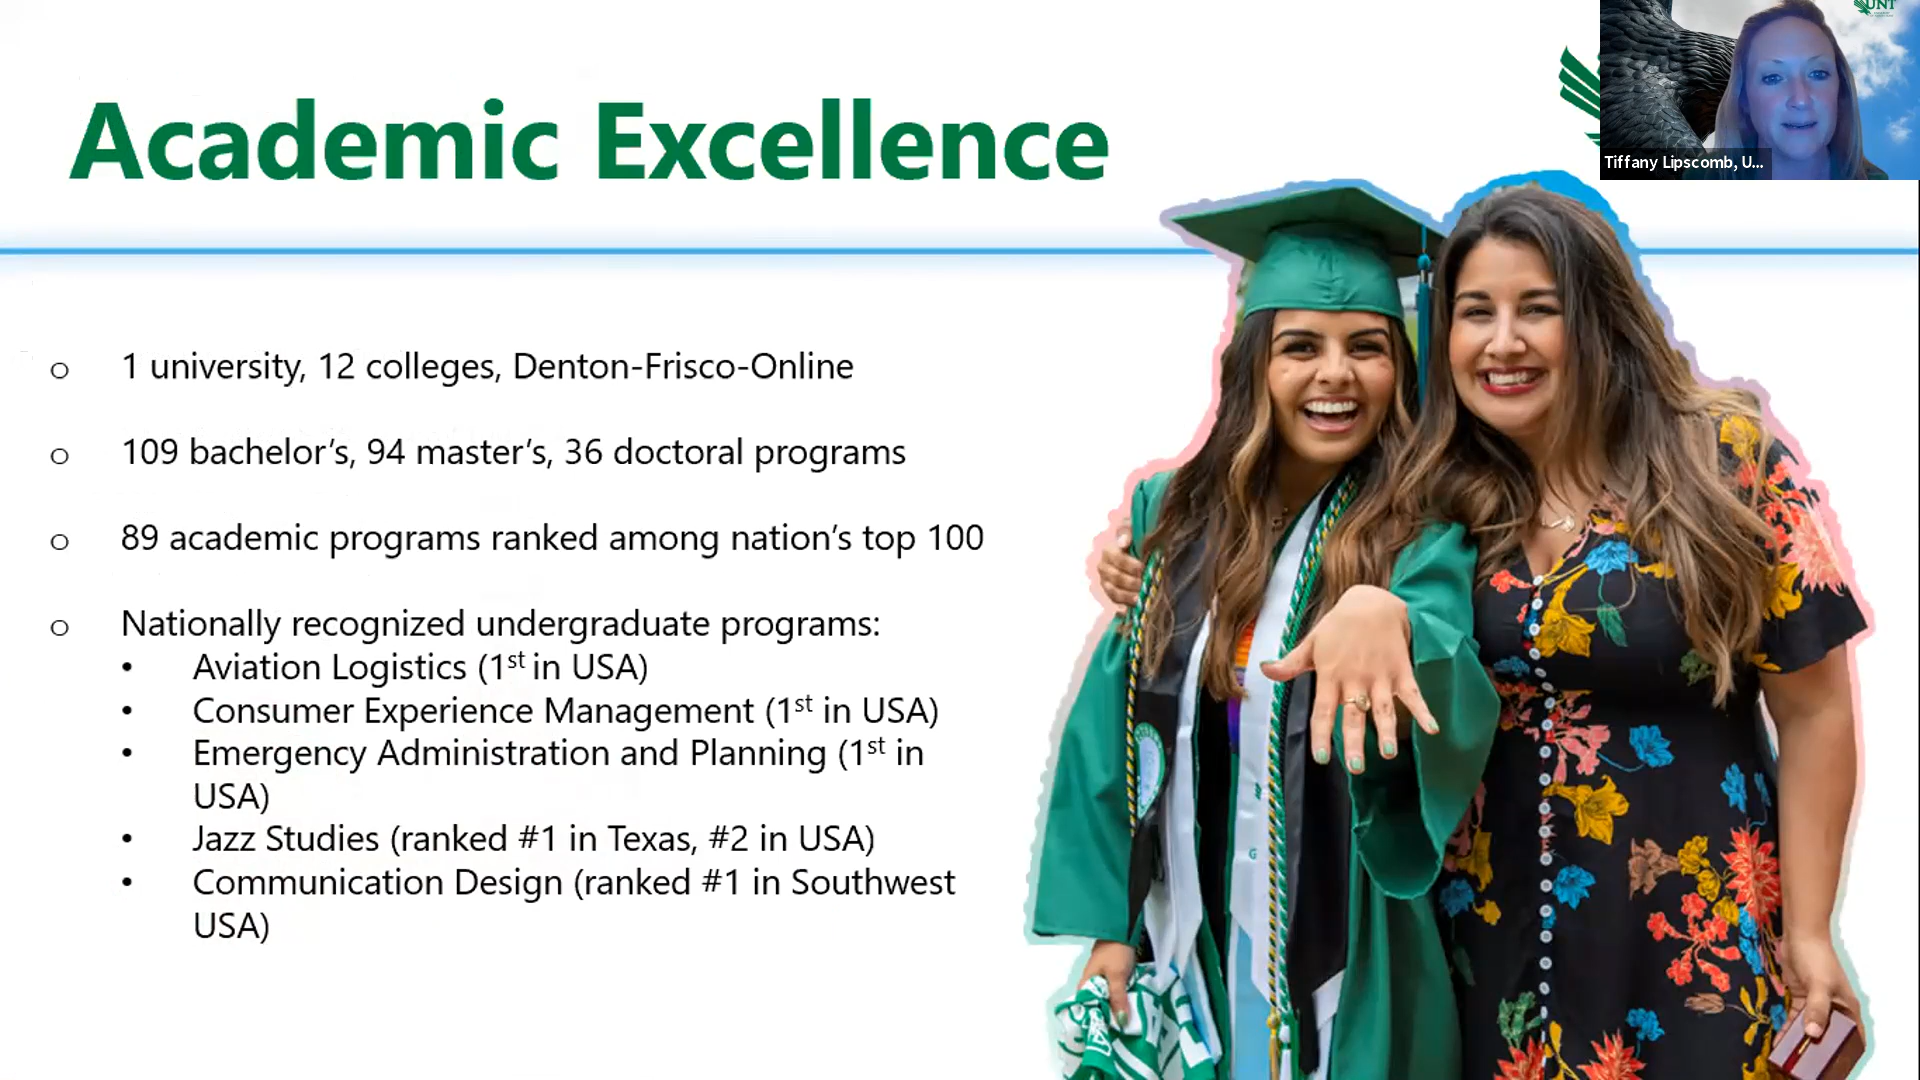 UNT
Tiffany Lipscomb, U...
Academic Excellence
o 1 university, 12 colleges, Denton-Frisco-Online
o 109 bachelor’s, 94 master’s, 36 doctoral programs
o 89 academic programs ranked among nation’s top 100
o Nationally recognized undergraduate programs:
• Aviation Logistics (1st in USA)
• Consumer Experience Management (1st in USA)
• Emergency Administration and Planning (1st in
USA)
• Jazz Studies (ranked #1 in Texas, #2 in USA)
• Communication Design (ranked #1 in Southwest
USA)